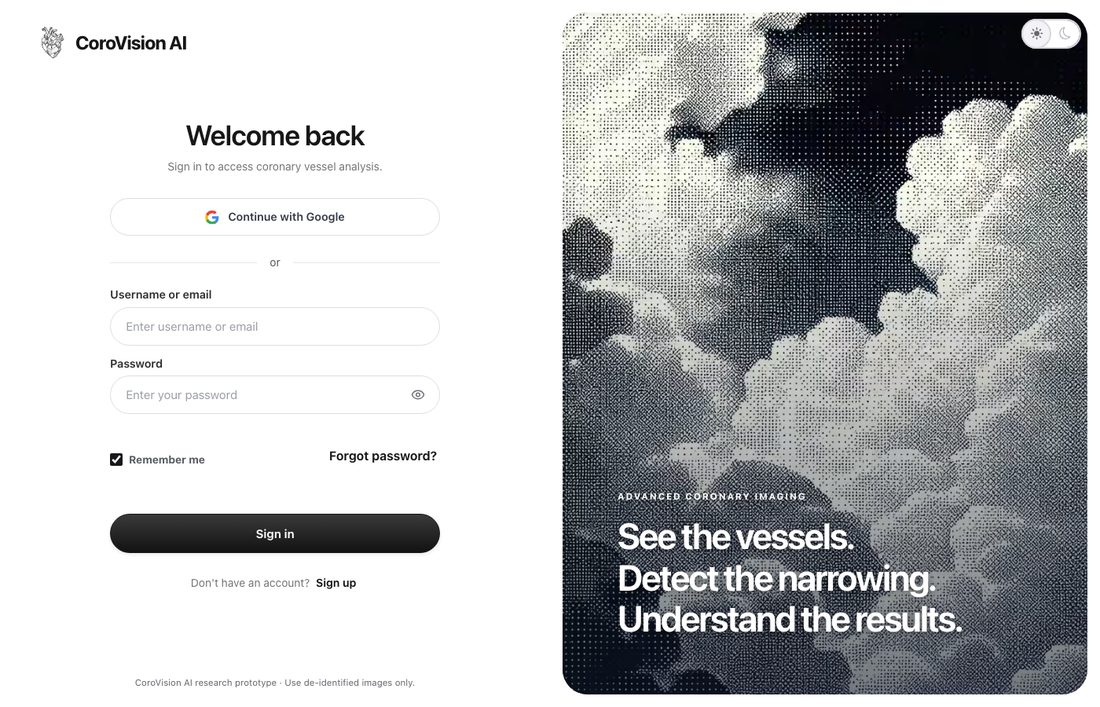 CoroVision AI
Welcome back
Sign in to access coronary vessel analysis.
Continue with Google
or
Username or email
Enter username or email
Password
Enter your password
Remember me
Forgot password?
Sign in
Don't have an account? Sign up
CoroVision AI research prototype · Use de-identified images only.
ADVANCED CORONARY IMAGING
See the vessels.
Detect the narrowing.
Understand the results.